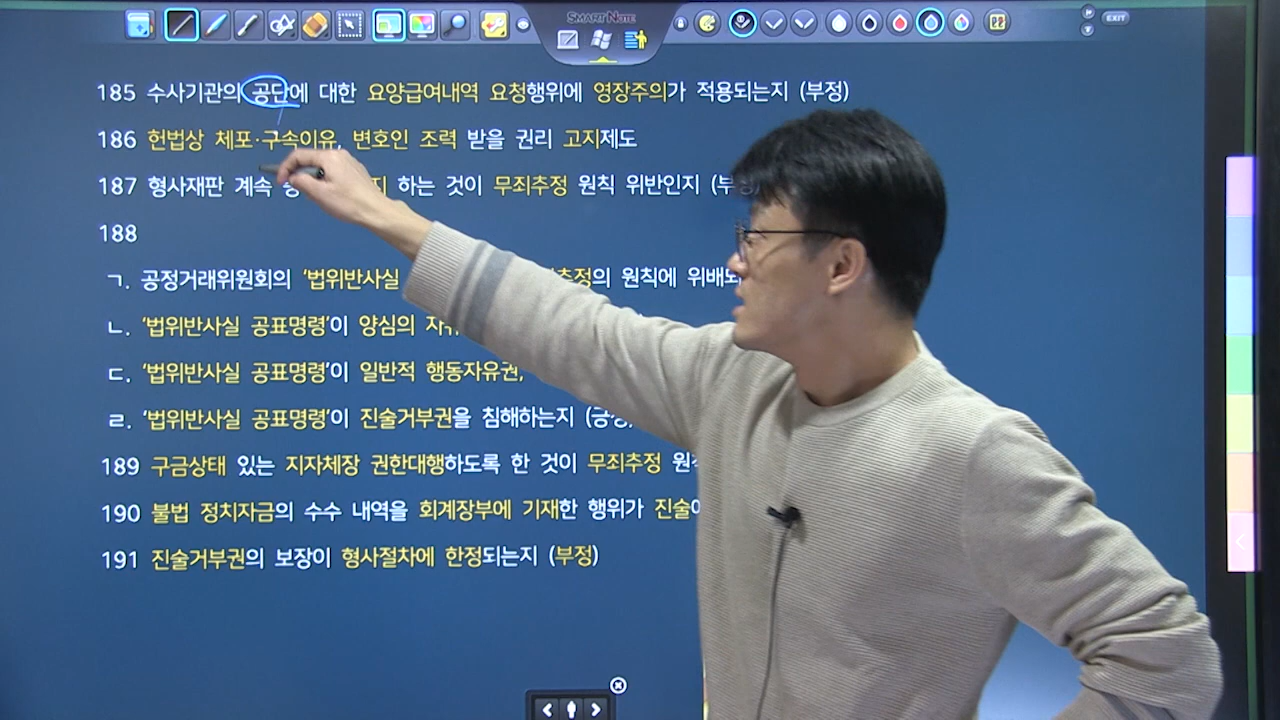 SMART NOTE
EXIT
185 수사기관의 공단에 대한 요양급여내역 요청행위에 영장주의가 적용되는지 (부정)
186 헌법상 체포·구속이유, 변호인 조력 받을 권리 고지제도
187 형사재판 계속 하는 것이 무죄추정 원칙 위반인지
188
ㄱ. 공정거래위원회의 '법위반사실 의 원칙에
ㄴ. '법위반사실 공표명령'이 양심의
ㄷ. '법위반사실 공표명령'이 일반적 행동자유권,
ㄹ. '법위반사실 공표명령'이 진술거부권을 침해하는지
189 구금상태 있는 지자체장 권한대행하도록 한 것이 무죄추정
190 불법 정치자금의 수수 내역을 회계장부에 기재한 행위가 진술
191 진술거부권의 보장이 형사절차에 한정되는지 (부정)